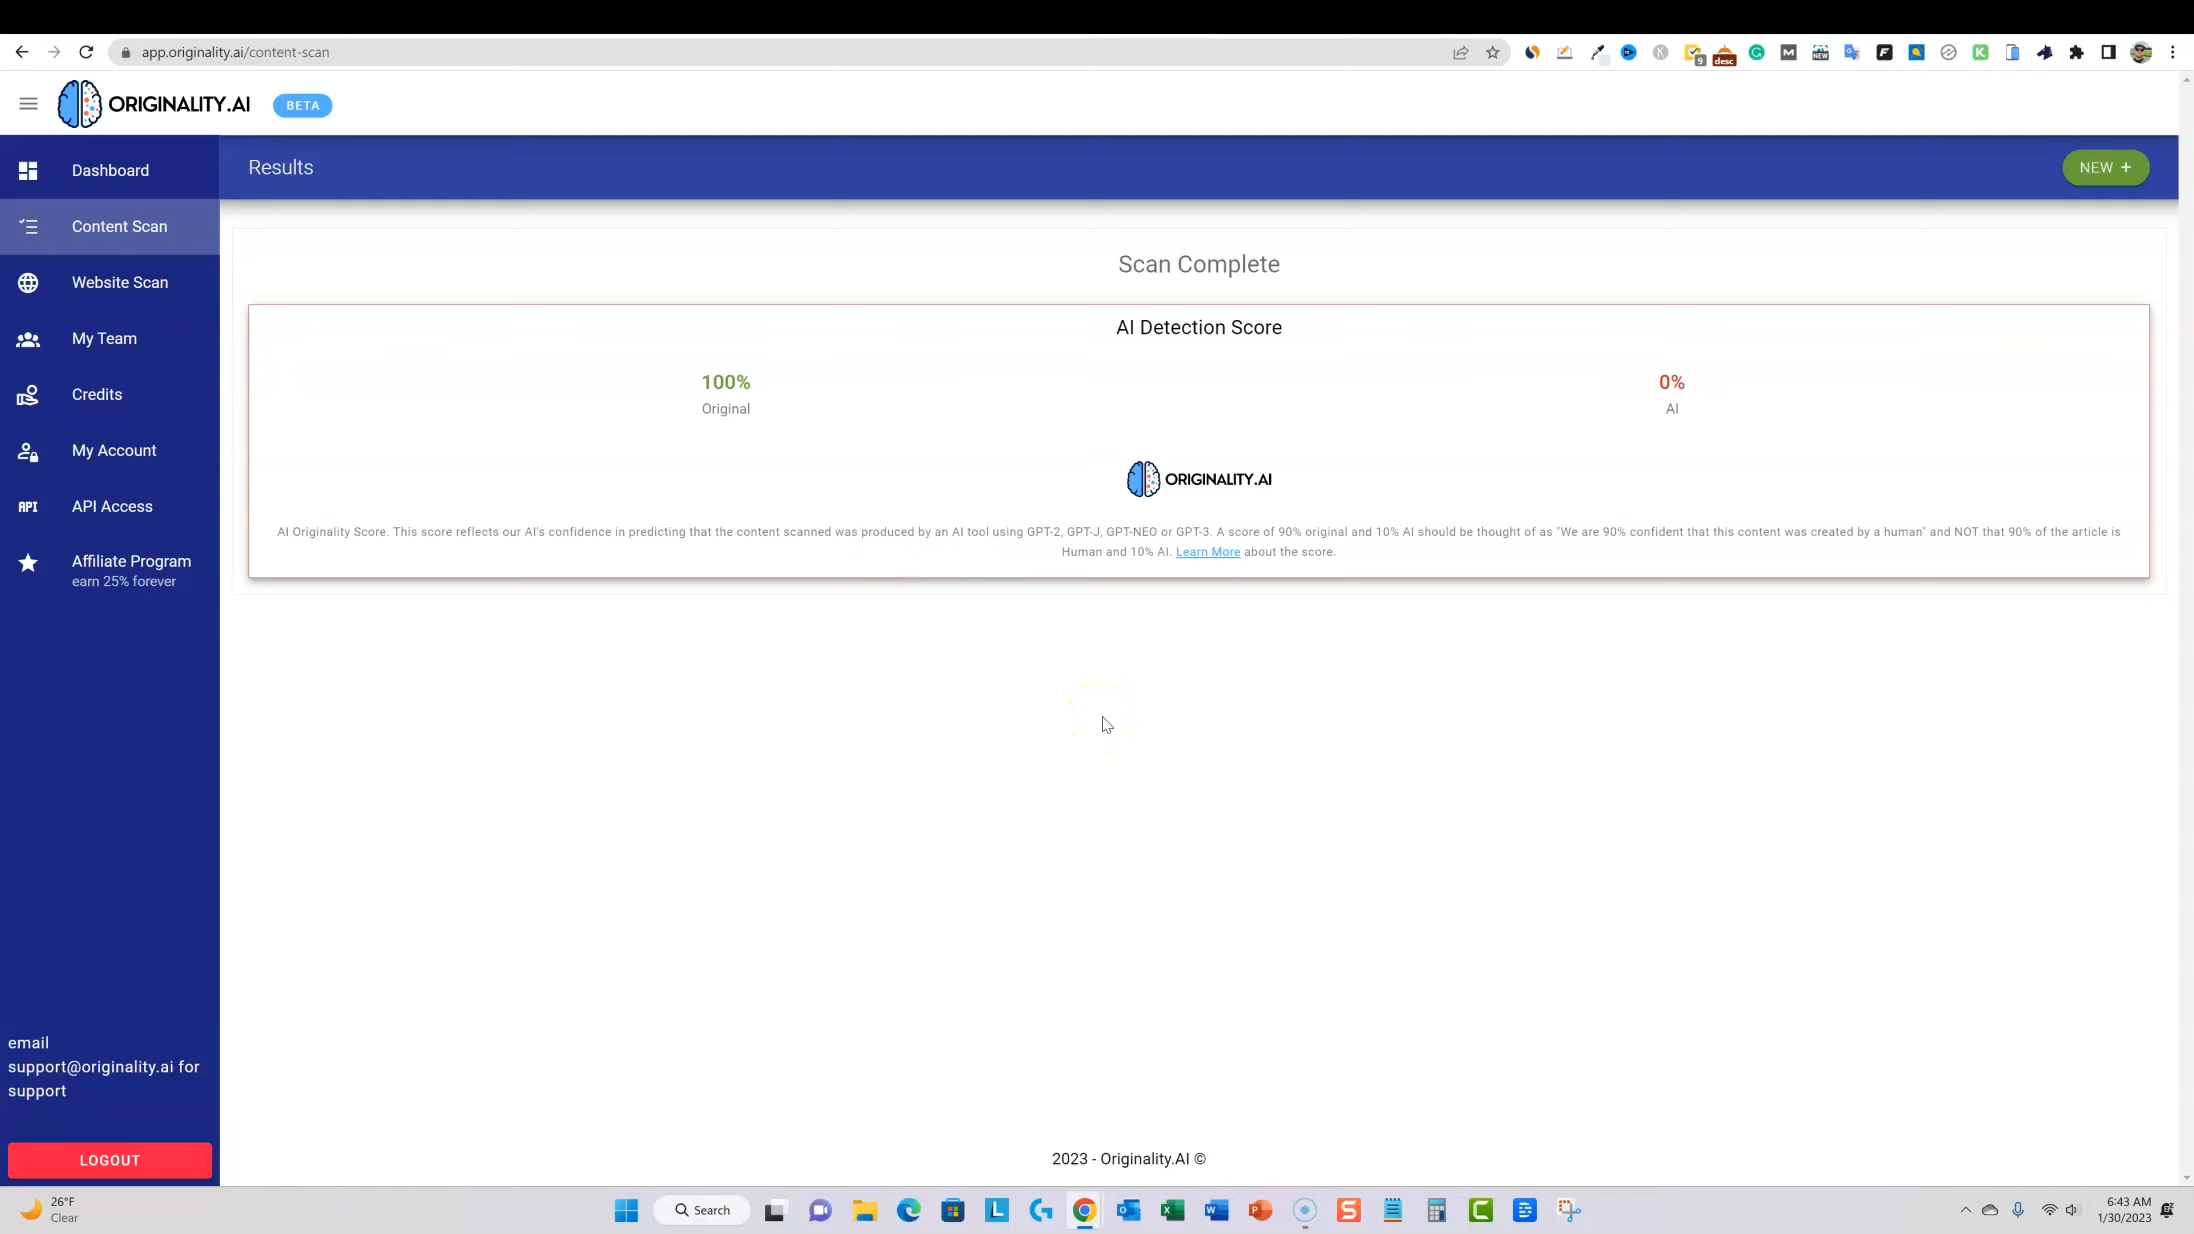 app.originality.ai/content-scan
9
desc
NEW
ORIGINALITY.AI
BETA
Dashboard
Content Scan
Website Scan
My Team
Credits
My Account
API
API Access
Affiliate Program
earn 25% forever
email
support@originality.ai for
support
LOGOUT
Results
NEW +
Scan Complete
AI Detection Score
100%
Original
0%
AI
ORIGINALITY.AI
AI Originality Score. This score reflects our AI's confidence in predicting that the content scanned was produced by an AI tool using GPT-2, GPT-J, GPT-NEO or GPT-3. A score of 90% original and 10% AI should be thought of as "We are 90% confident that this content was created by a human" and NOT that 90% of the article is
Human and 10% AI. Learn More about the score.
2023 - Originality.AI ©
26°F
Clear
Search
6:43 AM
1/30/2023